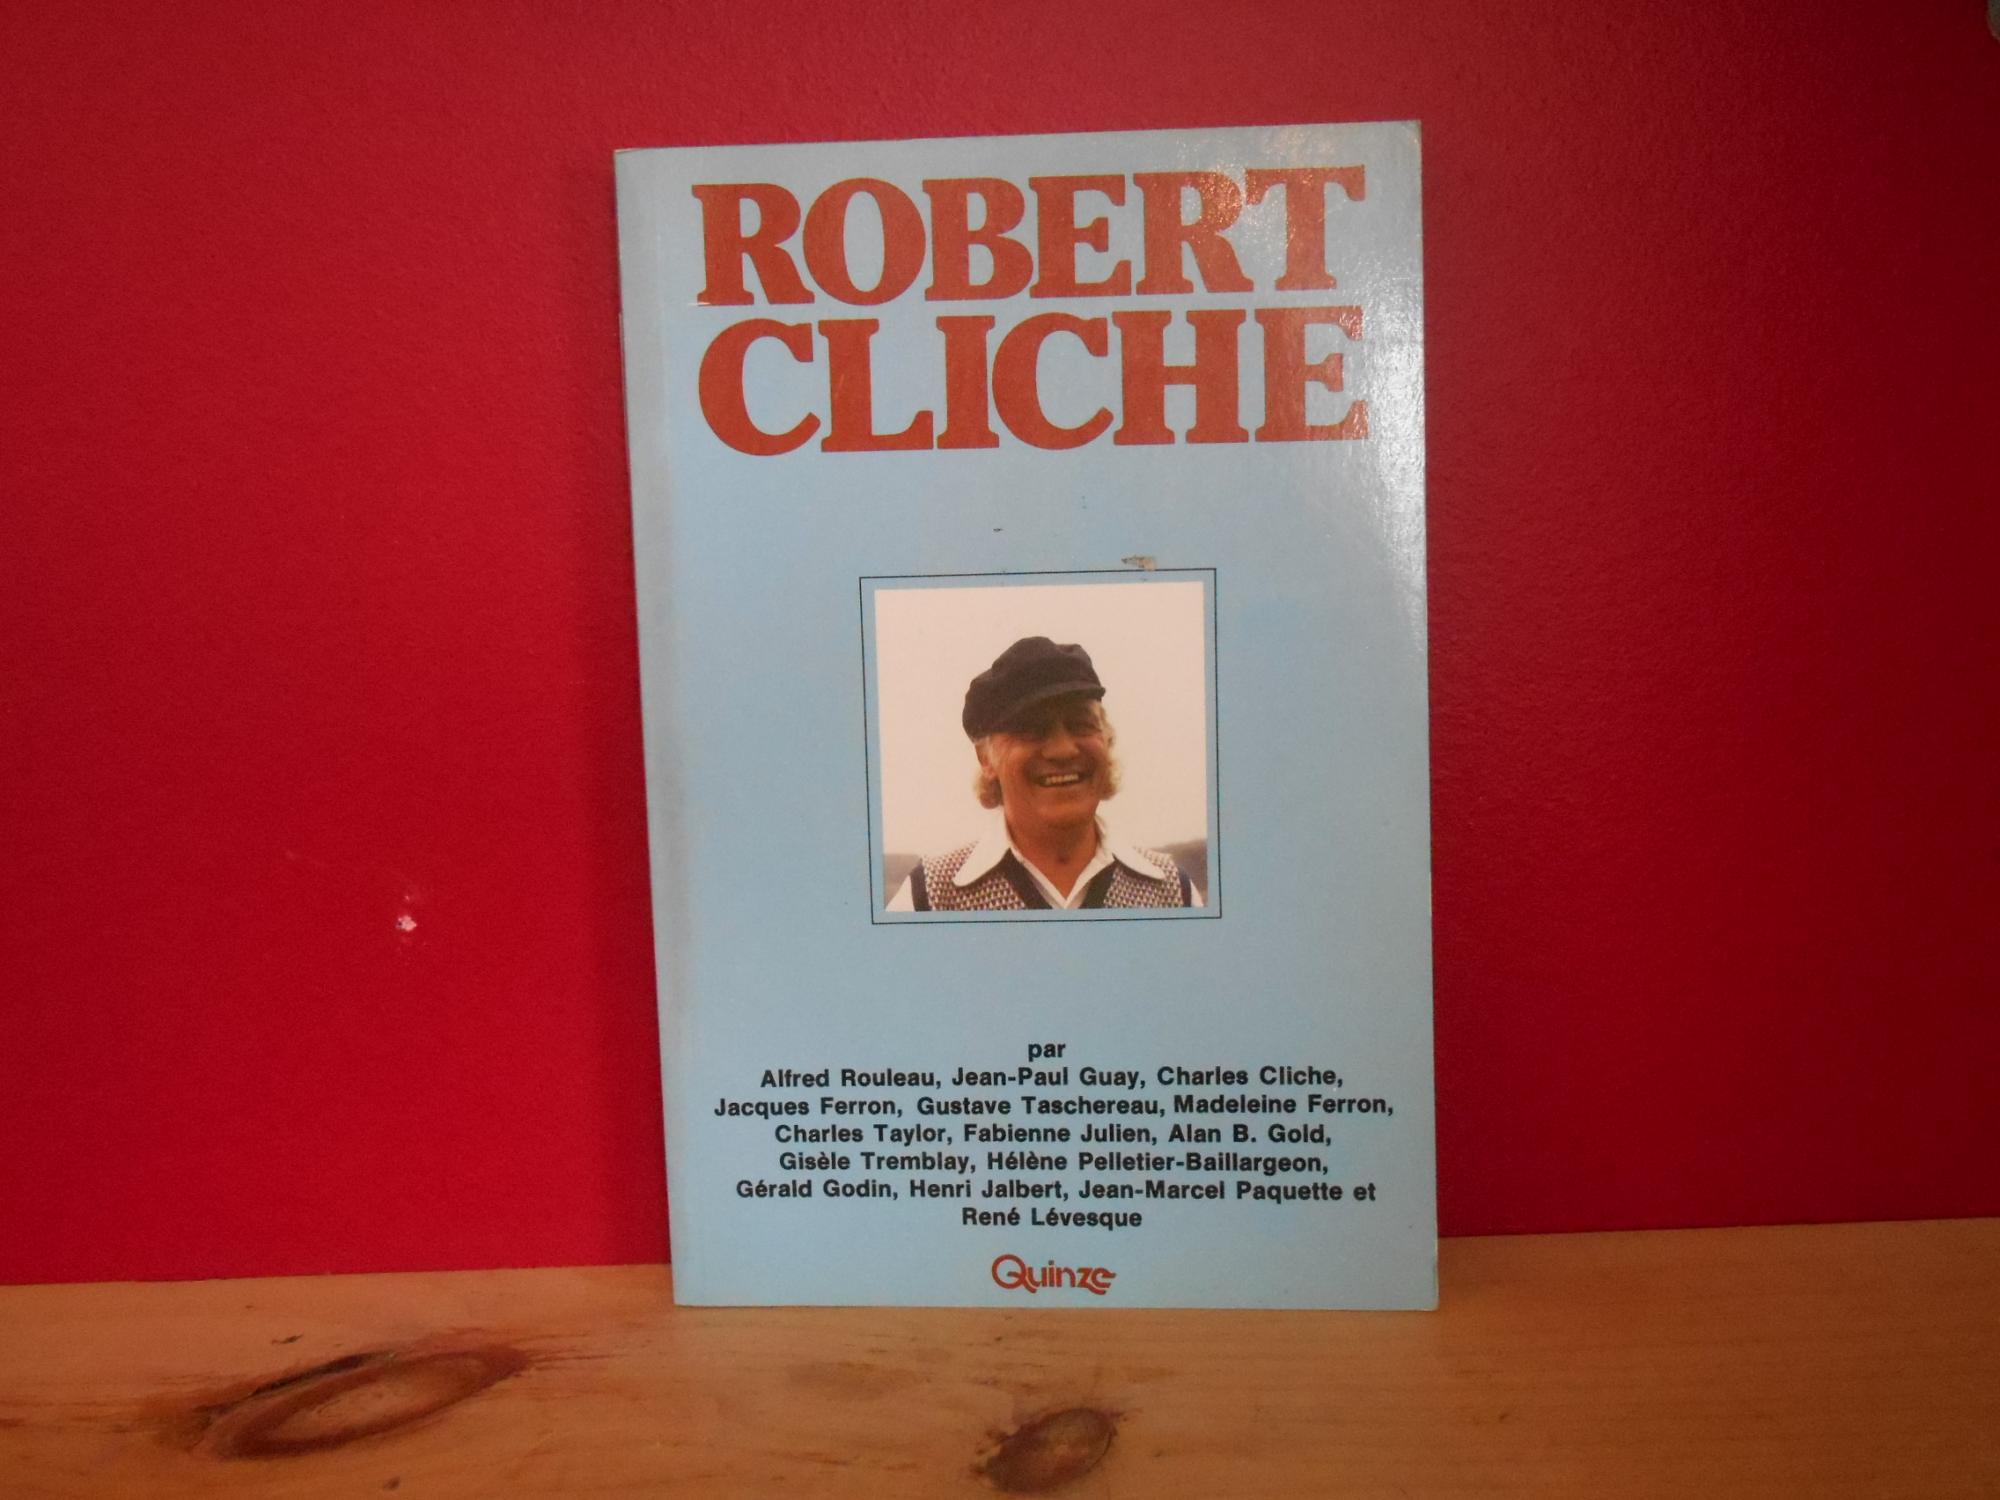 ROBERT
CLICHE
par
Alfred Rouleau, Jean-Paul Guay, Charles Cliche,
Jacques Ferron, Gustave Taschereau, Madeleine Ferron,
Charles Taylor, Fabienne Julien, Alan B. Gold,
Gisèle Tremblay, Hélène Pelletier-Baillargeon,
Gérald Godin, Henri Jalbert, Jean-Marcel Paquette et
René Lévesque
Quinze